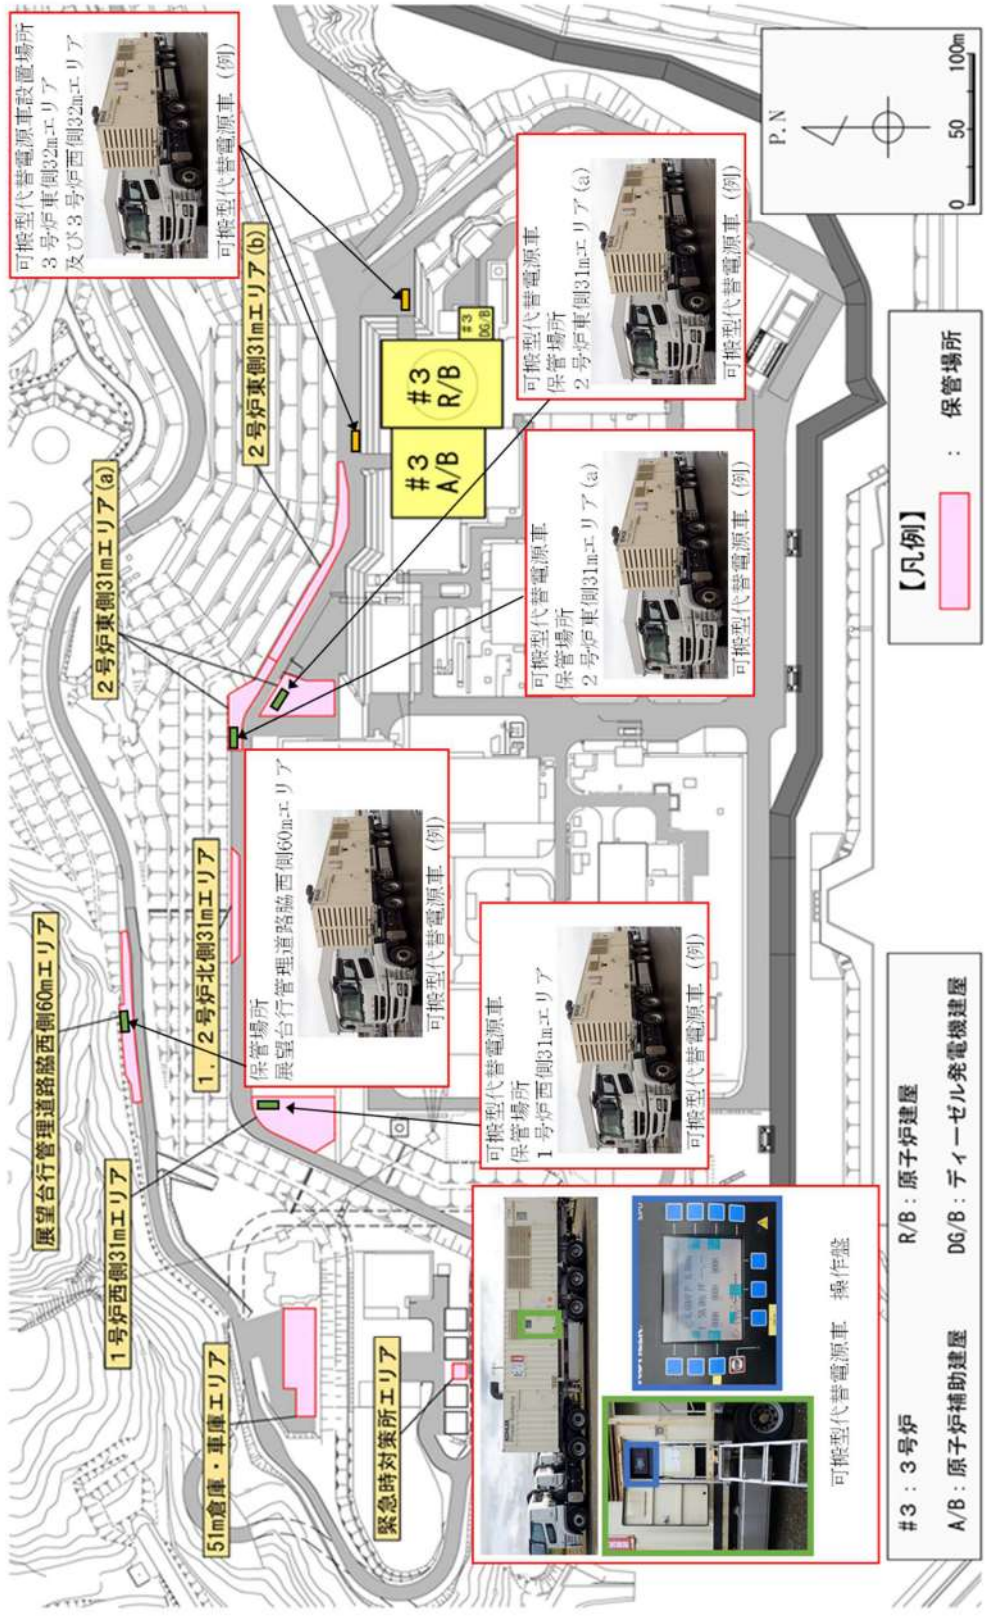 可搬型代替電源車設置場所
3号炉東側32mエリア
及び3号炉西側32mエリア
可搬型代替電源車（例）
2号炉東側31mエリア(b)
2号炉東側31mエリア(a)
1，2号炉北側31mエリア
展望台行管理道路脇西側60mエリア
1号炉西側31mエリア
51m倉庫・車庫エリア
緊急時対策所エリア
#3
R/B
#3
A/B
#3
DG/B
可搬型代替電源車
保管場所
2号炉東側31mエリア(a)
可搬型代替電源車（例）
可搬型代替電源車
保管場所
2号炉東側31mエリア(a)
可搬型代替電源車（例）
保管場所
展望台行管理道路脇西側60mエリア
可搬型代替電源車（例）
可搬型代替電源車
保管場所
1号炉西側31mエリア
可搬型代替電源車（例）
可搬型代替電源車　操作盤
P.N
0 50 100m
【凡例】
： 保管場所
#3：3号炉 R/B：原子炉建屋
A/B：原子炉補助建屋 DG/B：ディーゼル発電機建屋